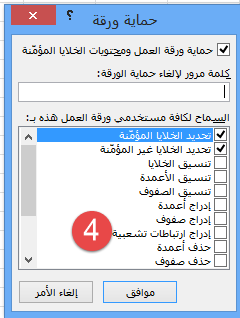 حماية ورقة
حماية ورقة العمل ومحتويات الخلايا المؤمّنة
كلمة مرور لإلغاء حماية الورقة:
السماح لكافة مستخدمي ورقة العمل هذه بـ:
تحديد الخلايا المؤمّنة
تحديد الخلايا غير المؤمّنة
تنسيق الخلايا
تنسيق الأعمدة
تنسيق الصفوف
إدراج أعمدة
إدراج صفوف
إدراج ارتباطات تشعبية
حذف أعمدة
حذف صفوف
4
موافق
إلغاء الأمر